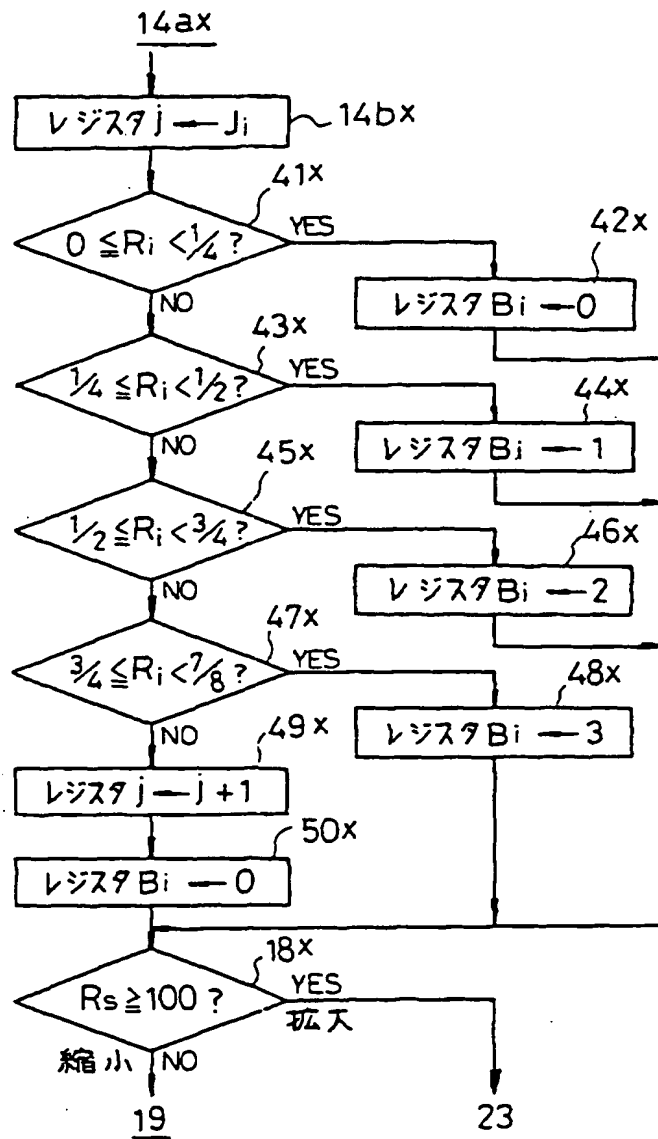 14ax
レジスタ j ← Ji
14bx
41x
0 ≦ Ri < 1/4 ?
YES
NO
42x
レジスタ Bi ← 0
43x
1/4 ≦ Ri < 1/2 ?
YES
NO
44x
レジスタ Bi ← 1
45x
1/2 ≦ Ri < 3/4 ?
YES
NO
46x
レジスタ Bi ← 2
47x
3/4 ≦ Ri < 7/8 ?
YES
NO
48x
レジスタ Bi ← 3
49x
レジスタ j ← j+1
50x
レジスタ Bi ← 0
18x
Rs ≧ 100 ?
YES
拡大
縮小 NO
19
23